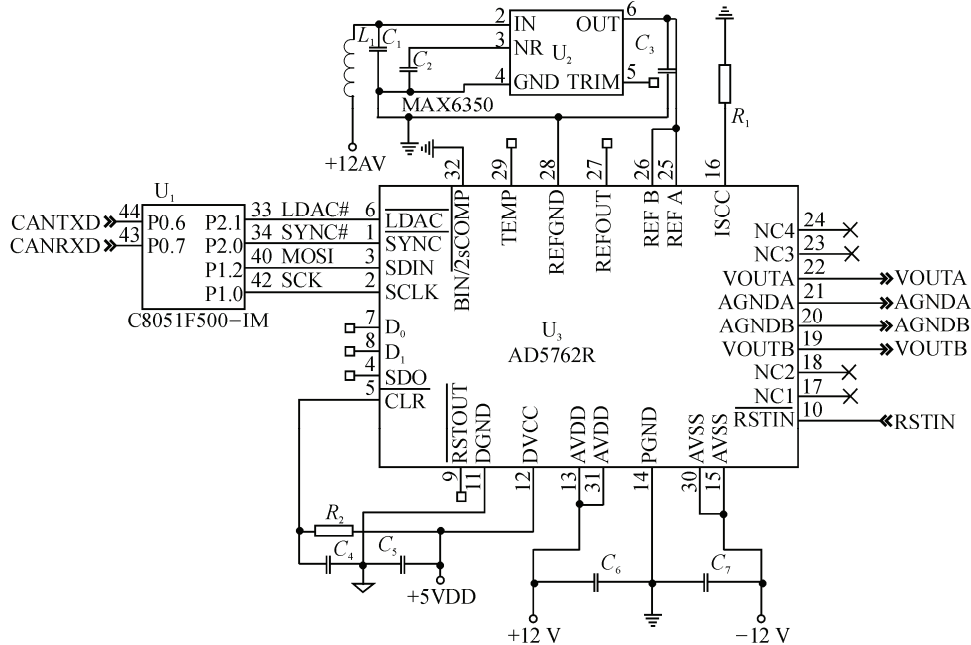 2 IN OUT 6
L1 C1 3 NR U2 C3
C2 4 GND TRIM 5
MAX6350
R1
+12AV
32 29 28 27 26 25 16
BIN/2sCOMP TEMP REFGND REFOUT REF B REF A ISCC
U1
CANTXD 44 P0.6 P2.1 33 LDAC# 6 LDAC
CANRXD 43 P0.7 P2.0 34 SYNC# 1 SYNC
P1.2 40 MOSI 3 SDIN
P1.0 42 SCK 2 SCLK
C8051F500-IM
NC4 24
NC3 23
VOUTA 22 VOUTA
AGNDA 21 AGNDA
AGNDB 20 AGNDB
VOUTB 19 VOUTB
NC2 18
NC1 17
RSTIN 10 RSTIN
U3
AD5762R
7 D0
8 D1
4 SDO
5 CLR
RSTOUT DGND DVCC AVDD AVDD PGND AVSS AVSS
9 11 12 13 31 14 30 15
R2
C4 C5 C6 C7
+5VDD
+12 V −12 V